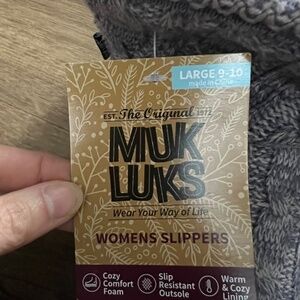 LARGE 9-10
made in China
EST. The Original 1972
MUK
LUKS
Wear Your Way of Life
WOMENS SLIPPERS
Cozy
Comfort
Foam
Slip
Resistant
Outsole
Warm
& Cozy
Lining